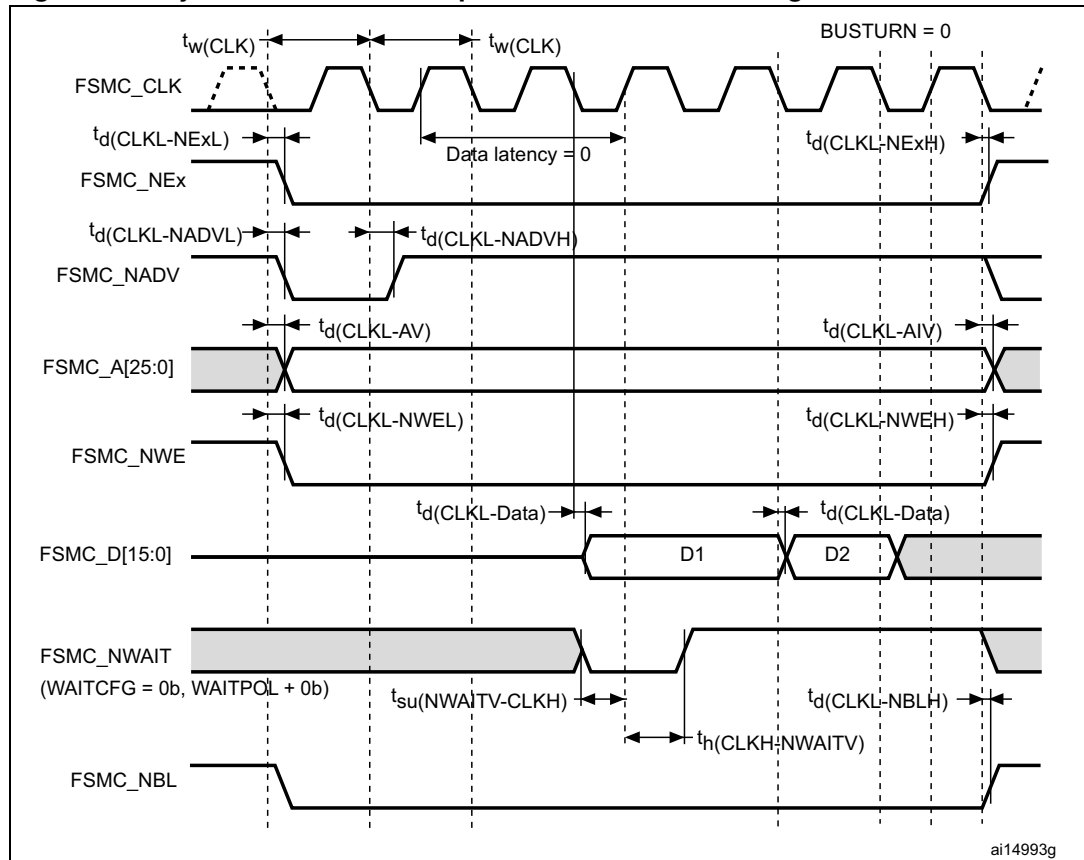 BUSTURN = 0
tw(CLK)
tw(CLK)
FSMC_CLK
Data latency = 0
td(CLKL-NExL)
td(CLKL-NExH)
FSMC_NEx
td(CLKL-NADVL)
td(CLKL-NADVH)
FSMC_NADV
td(CLKL-AV)
td(CLKL-AIV)
FSMC_A[25:0]
td(CLKL-NWEL)
td(CLKL-NWEH)
FSMC_NWE
td(CLKL-Data)
td(CLKL-Data)
FSMC_D[15:0]
D1
D2
FSMC_NWAIT
(WAITCFG = 0b, WAITPOL + 0b)
tsu(NWAITV-CLKH)
td(CLKL-NBLH)
th(CLKH-NWAITV)
FSMC_NBL
ai14993g